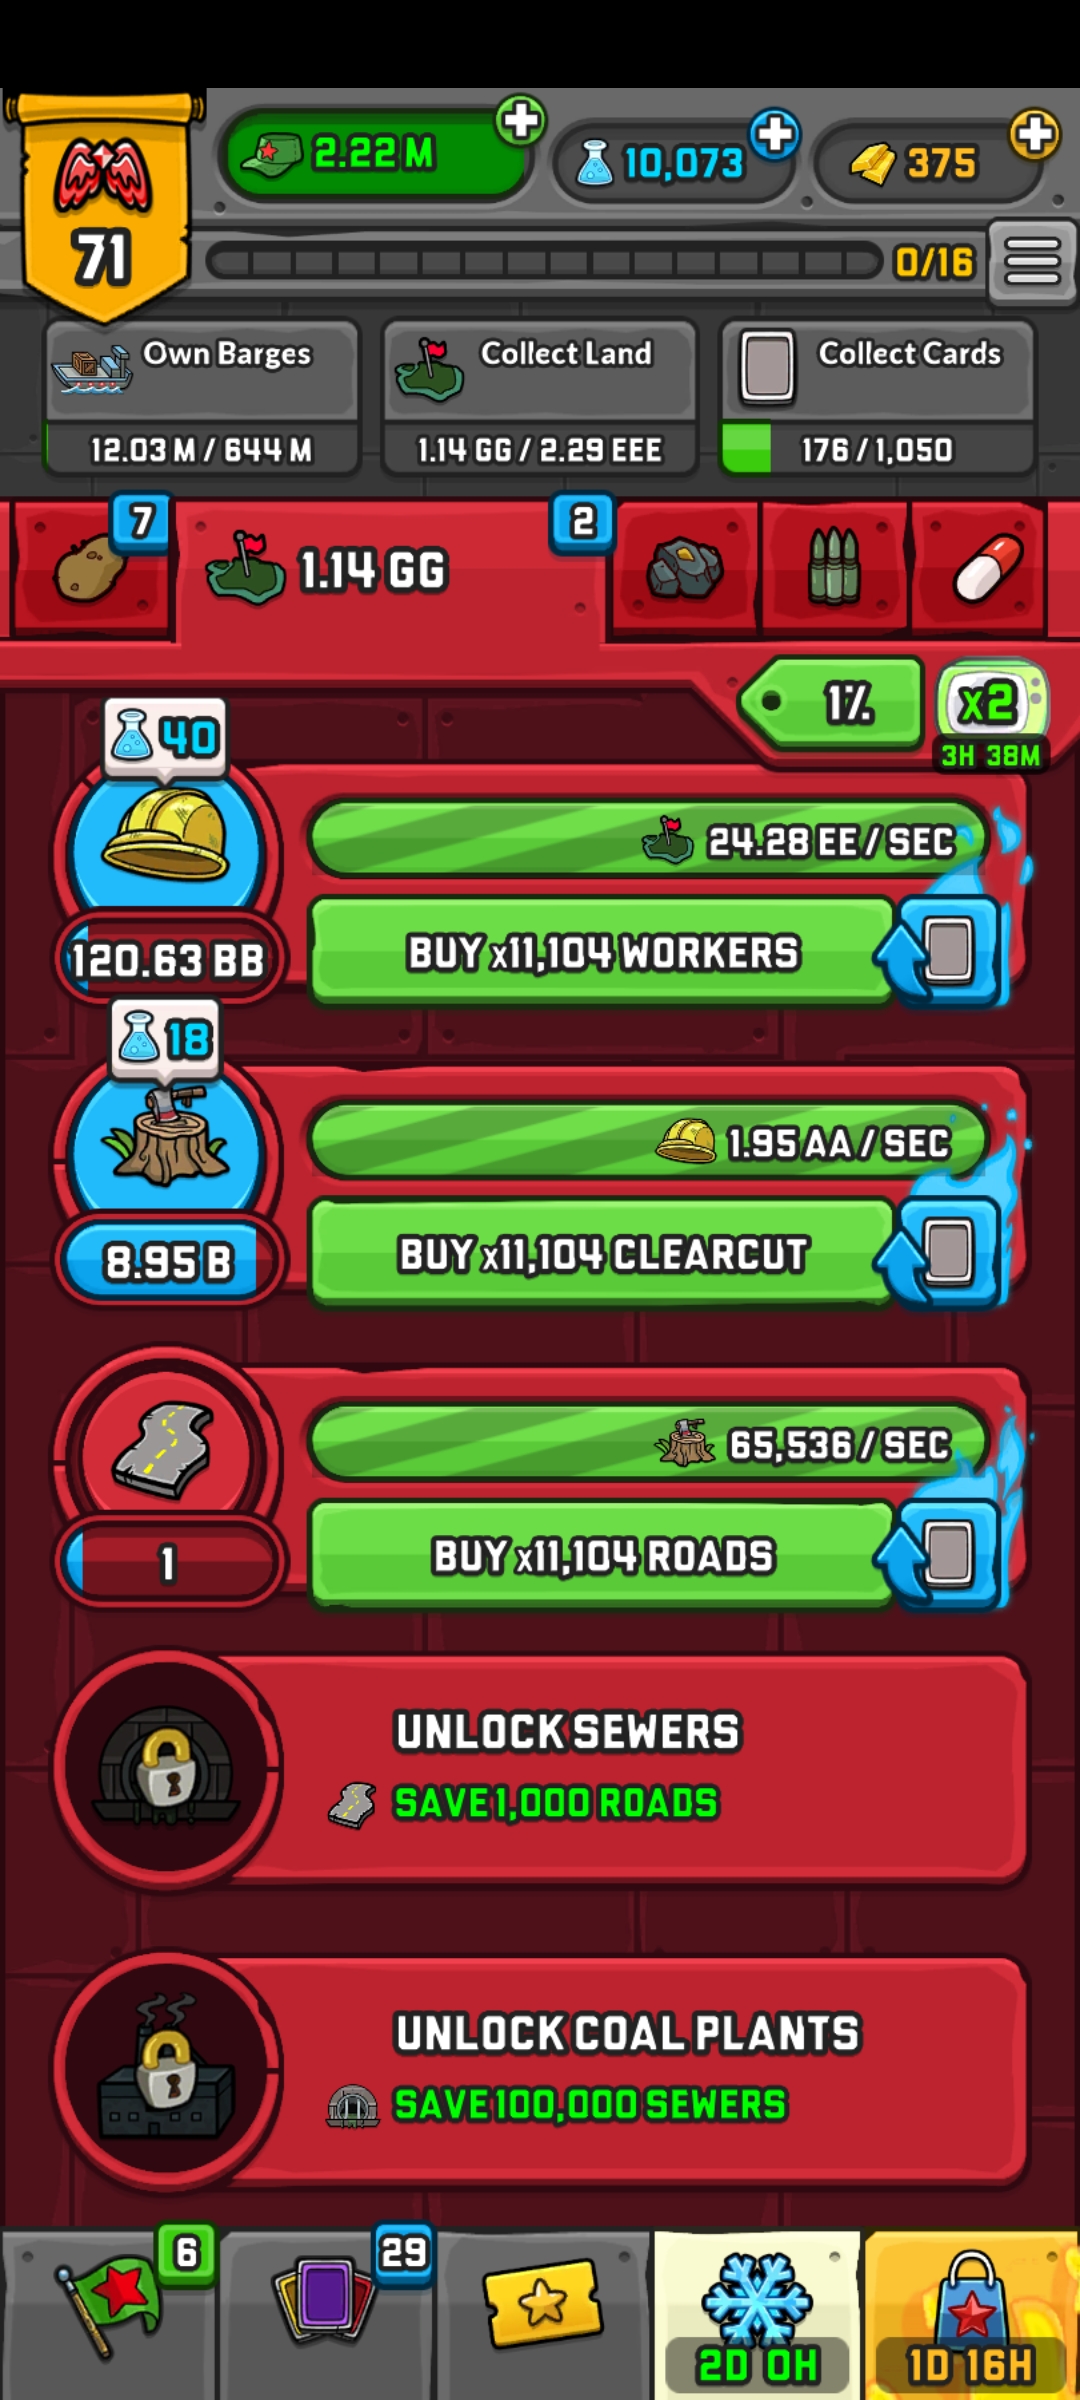 71
2.22 M
10,073
375
0/16
Own Barges
12.03 M / 644 M
Collect Land
1.14 GG / 2.29 EEE
Collect Cards
176 / 1,050
7
1.14 GG
2
1%
x2
3H 38M
40
24.28 EE / SEC
120.63 BB
BUY x11,104 WORKERS
18
1.95 AA / SEC
8.95 B
BUY x11,104 CLEARCUT
65,536 / SEC
1
BUY x11,104 ROADS
UNLOCK SEWERS
SAVE 1,000 ROADS
UNLOCK COAL PLANTS
SAVE 100,000 SEWERS
6
29
2D 0H
1D 16H